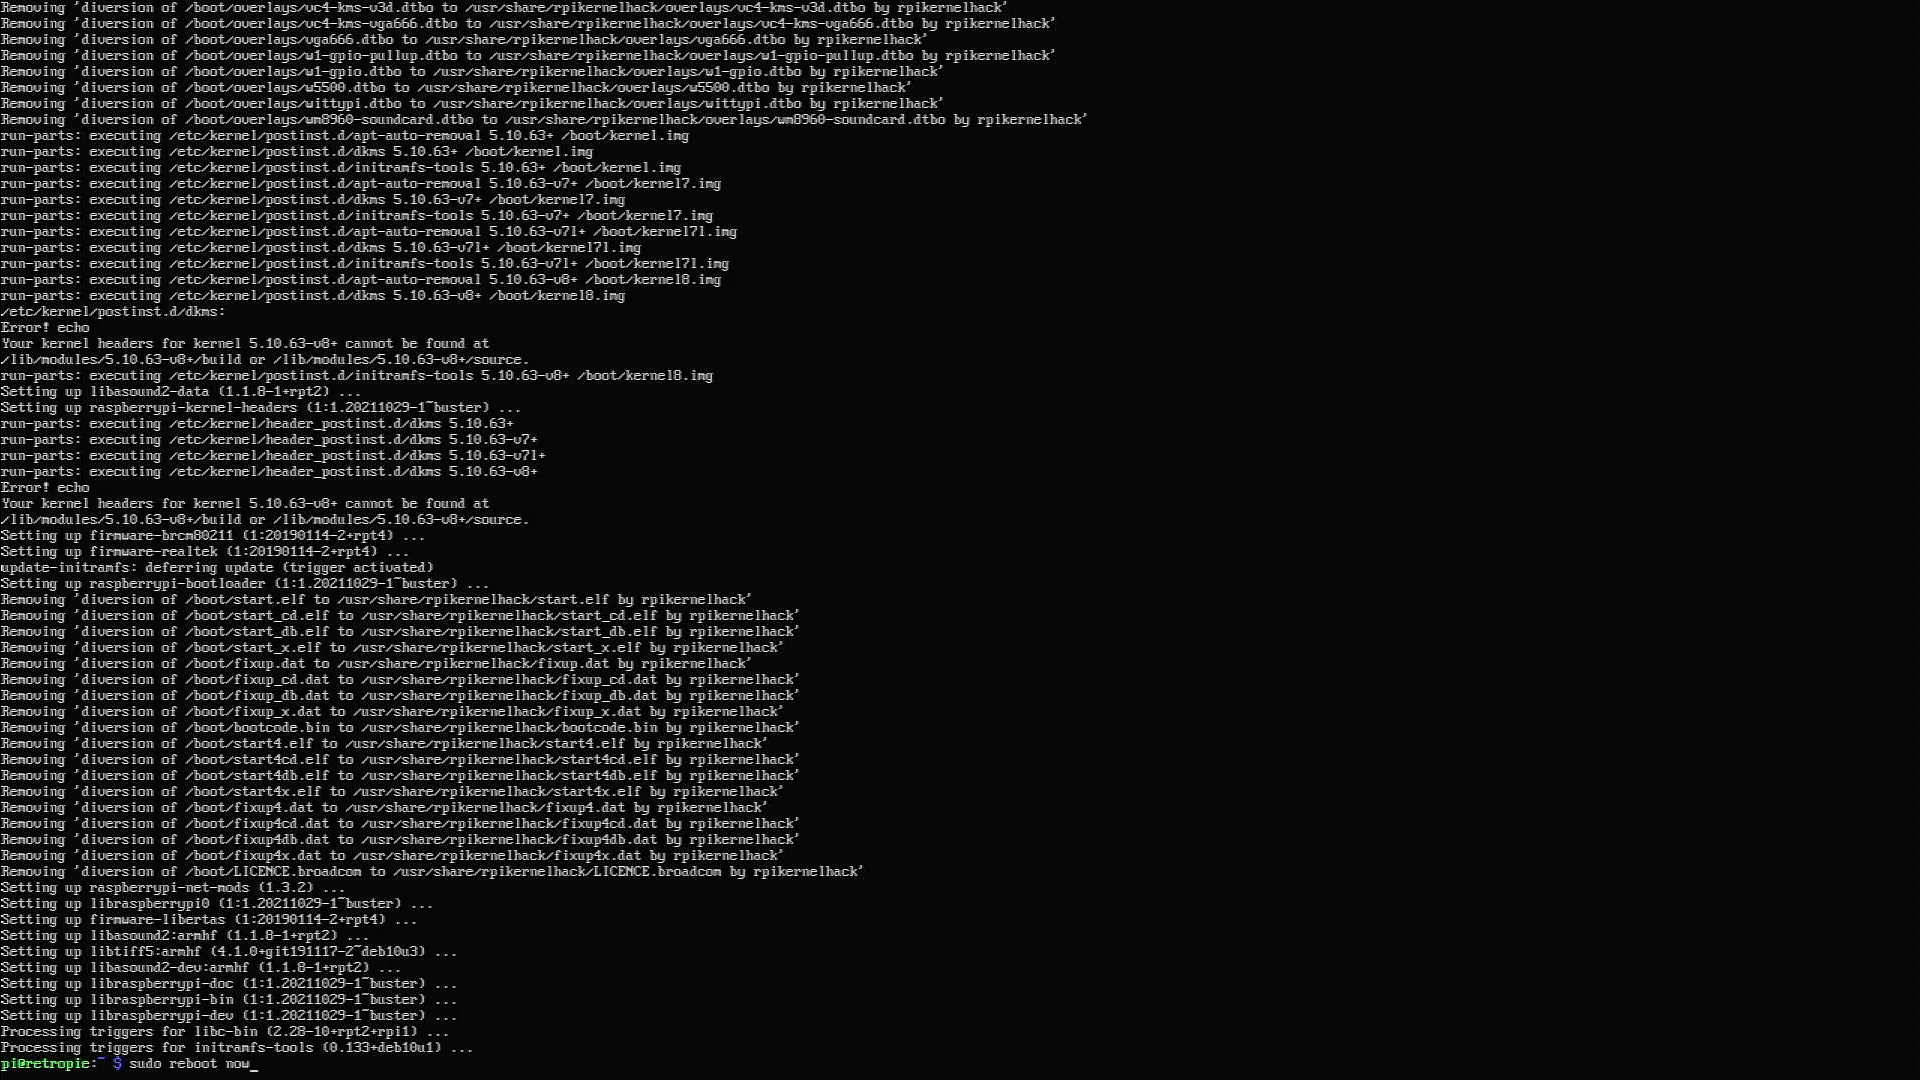 Removing 'diversion of /boot/overlays/vc4-kms-v3d.dtbo to /usr/share/rpikernelhack/overlays/vc4-kms-v3d.dtbo by rpikernelhack'
Removing 'diversion of /boot/overlays/vc4-kms-vga666.dtbo to /usr/share/rpikernelhack/overlays/vc4-kms-vga666.dtbo by rpikernelhack'
Removing 'diversion of /boot/overlays/vga666.dtbo to /usr/share/rpikernelhack/overlays/vga666.dtbo by rpikernelhack'
Removing 'diversion of /boot/overlays/w1-gpio-pullup.dtbo to /usr/share/rpikernelhack/overlays/w1-gpio-pullup.dtbo by rpikernelhack'
Removing 'diversion of /boot/overlays/w1-gpio.dtbo to /usr/share/rpikernelhack/overlays/w1-gpio.dtbo by rpikernelhack'
Removing 'diversion of /boot/overlays/w5500.dtbo to /usr/share/rpikernelhack/overlays/w5500.dtbo by rpikernelhack'
Removing 'diversion of /boot/overlays/wittypi.dtbo to /usr/share/rpikernelhack/overlays/wittypi.dtbo by rpikernelhack'
Removing 'diversion of /boot/overlays/wm8960-soundcard.dtbo to /usr/share/rpikernelhack/overlays/wm8960-soundcard.dtbo by rpikernelhack'
run-parts: executing /etc/kernel/postinst.d/apt-auto-removal 5.10.63+ /boot/kernel.img
run-parts: executing /etc/kernel/postinst.d/dkms 5.10.63+ /boot/kernel.img
run-parts: executing /etc/kernel/postinst.d/initramfs-tools 5.10.63+ /boot/kernel.img
run-parts: executing /etc/kernel/postinst.d/apt-auto-removal 5.10.63-v7+ /boot/kernel7.img
run-parts: executing /etc/kernel/postinst.d/dkms 5.10.63-v7+ /boot/kernel7.img
run-parts: executing /etc/kernel/postinst.d/initramfs-tools 5.10.63-v7+ /boot/kernel7.img
run-parts: executing /etc/kernel/postinst.d/apt-auto-removal 5.10.63-v7l+ /boot/kernel7l.img
run-parts: executing /etc/kernel/postinst.d/dkms 5.10.63-v7l+ /boot/kernel7l.img
run-parts: executing /etc/kernel/postinst.d/initramfs-tools 5.10.63-v7l+ /boot/kernel7l.img
run-parts: executing /etc/kernel/postinst.d/apt-auto-removal 5.10.63-v8+ /boot/kernel8.img
run-parts: executing /etc/kernel/postinst.d/dkms 5.10.63-v8+ /boot/kernel8.img
/etc/kernel/postinst.d/dkms:
Error! echo
Your kernel headers for kernel 5.10.63-v8+ cannot be found at
/lib/modules/5.10.63-v8+/build or /lib/modules/5.10.63-v8+/source.
run-parts: executing /etc/kernel/postinst.d/initramfs-tools 5.10.63-v8+ /boot/kernel8.img
Setting up libasound2-data (1.1.8-1+rpt2) ...
Setting up raspberrypi-kernel-headers (1:1.20211029-1~buster) ...
run-parts: executing /etc/kernel/header_postinst.d/dkms 5.10.63+
run-parts: executing /etc/kernel/header_postinst.d/dkms 5.10.63-v7+
run-parts: executing /etc/kernel/header_postinst.d/dkms 5.10.63-v7l+
run-parts: executing /etc/kernel/header_postinst.d/dkms 5.10.63-v8+
Error! echo
Your kernel headers for kernel 5.10.63-v8+ cannot be found at
/lib/modules/5.10.63-v8+/build or /lib/modules/5.10.63-v8+/source.
Setting up firmware-brcm80211 (1:20190114-2+rpt4) ...
Setting up firmware-realtek (1:20190114-2+rpt4) ...
update-initramfs: deferring update (trigger activated)
Setting up raspberrypi-bootloader (1:1.20211029-1~buster) ...
Removing 'diversion of /boot/start.elf to /usr/share/rpikernelhack/start.elf by rpikernelhack'
Removing 'diversion of /boot/start_cd.elf to /usr/share/rpikernelhack/start_cd.elf by rpikernelhack'
Removing 'diversion of /boot/start_db.elf to /usr/share/rpikernelhack/start_db.elf by rpikernelhack'
Removing 'diversion of /boot/start_x.elf to /usr/share/rpikernelhack/start_x.elf by rpikernelhack'
Removing 'diversion of /boot/fixup.dat to /usr/share/rpikernelhack/fixup.dat by rpikernelhack'
Removing 'diversion of /boot/fixup_cd.dat to /usr/share/rpikernelhack/fixup_cd.dat by rpikernelhack'
Removing 'diversion of /boot/fixup_db.dat to /usr/share/rpikernelhack/fixup_db.dat by rpikernelhack'
Removing 'diversion of /boot/fixup_x.dat to /usr/share/rpikernelhack/fixup_x.dat by rpikernelhack'
Removing 'diversion of /boot/bootcode.bin to /usr/share/rpikernelhack/bootcode.bin by rpikernelhack'
Removing 'diversion of /boot/start4.elf to /usr/share/rpikernelhack/start4.elf by rpikernelhack'
Removing 'diversion of /boot/start4cd.elf to /usr/share/rpikernelhack/start4cd.elf by rpikernelhack'
Removing 'diversion of /boot/start4db.elf to /usr/share/rpikernelhack/start4db.elf by rpikernelhack'
Removing 'diversion of /boot/start4x.elf to /usr/share/rpikernelhack/start4x.elf by rpikernelhack'
Removing 'diversion of /boot/fixup4.dat to /usr/share/rpikernelhack/fixup4.dat by rpikernelhack'
Removing 'diversion of /boot/fixup4cd.dat to /usr/share/rpikernelhack/fixup4cd.dat by rpikernelhack'
Removing 'diversion of /boot/fixup4db.dat to /usr/share/rpikernelhack/fixup4db.dat by rpikernelhack'
Removing 'diversion of /boot/fixup4x.dat to /usr/share/rpikernelhack/fixup4x.dat by rpikernelhack'
Removing 'diversion of /boot/LICENCE.broadcom to /usr/share/rpikernelhack/LICENCE.broadcom by rpikernelhack'
Setting up raspberrypi-net-mods (1.3.2) ...
Setting up libraspberrypi0 (1:1.20211029-1~buster) ...
Setting up firmware-libertas (1:20190114-2+rpt4) ...
Setting up libasound2:armhf (1.1.8-1+rpt2) ...
Setting up libtiff5:armhf (4.1.0+git191117-2~deb10u3) ...
Setting up libasound2-dev:armhf (1.1.8-1+rpt2) ...
Setting up libraspberrypi-doc (1:1.20211029-1~buster) ...
Setting up libraspberrypi-bin (1:1.20211029-1~buster) ...
Setting up libraspberrypi-dev (1:1.20211029-1~buster) ...
Processing triggers for libc-bin (2.28-10+rpt2+rpi1) ...
Processing triggers for initramfs-tools (0.133+deb10u1) ...
pi@retropie:~ $ sudo reboot now_